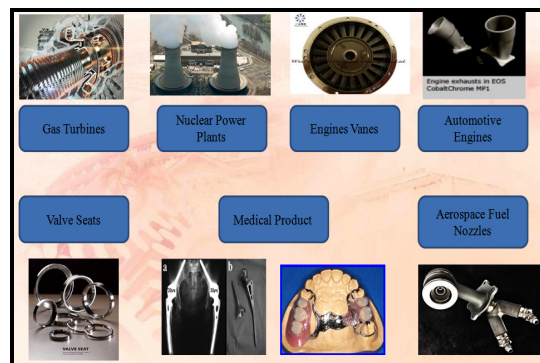 Engine exhausts in EOS
CobaltChrome MP1
Gas Turbines
Nuclear Power
Plants
Engines Vanes
Automotive
Engines
Valve Seats
Medical Product
Aerospace Fuel
Nozzles
a
b
VALVE SEAT